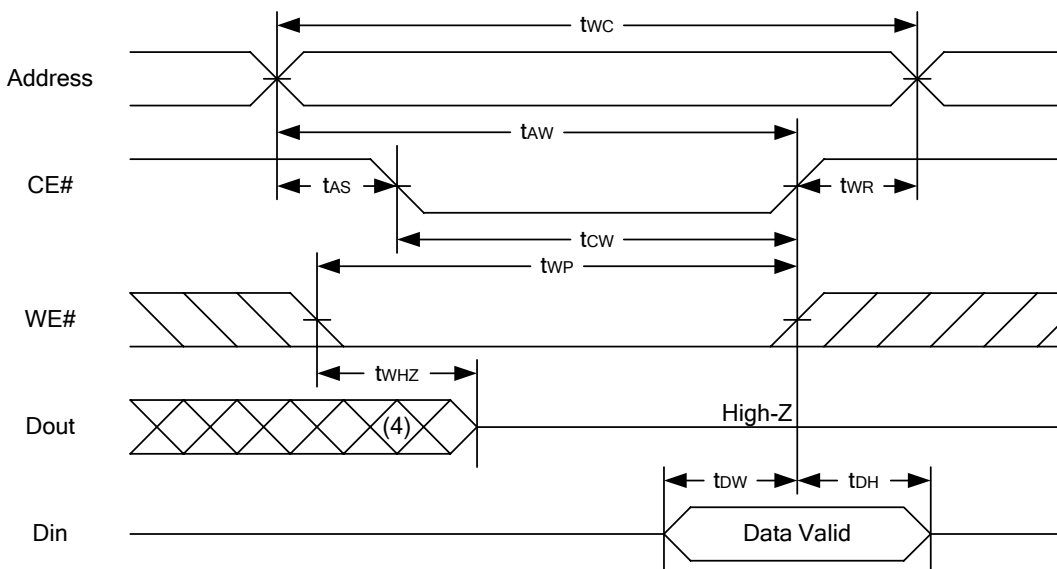 tWC
Address
tAW
CE#
tAS
tWR
tCW
tWP
WE#
tWHZ
Dout
(4)
High-Z
tDW
tDH
Din
Data Valid